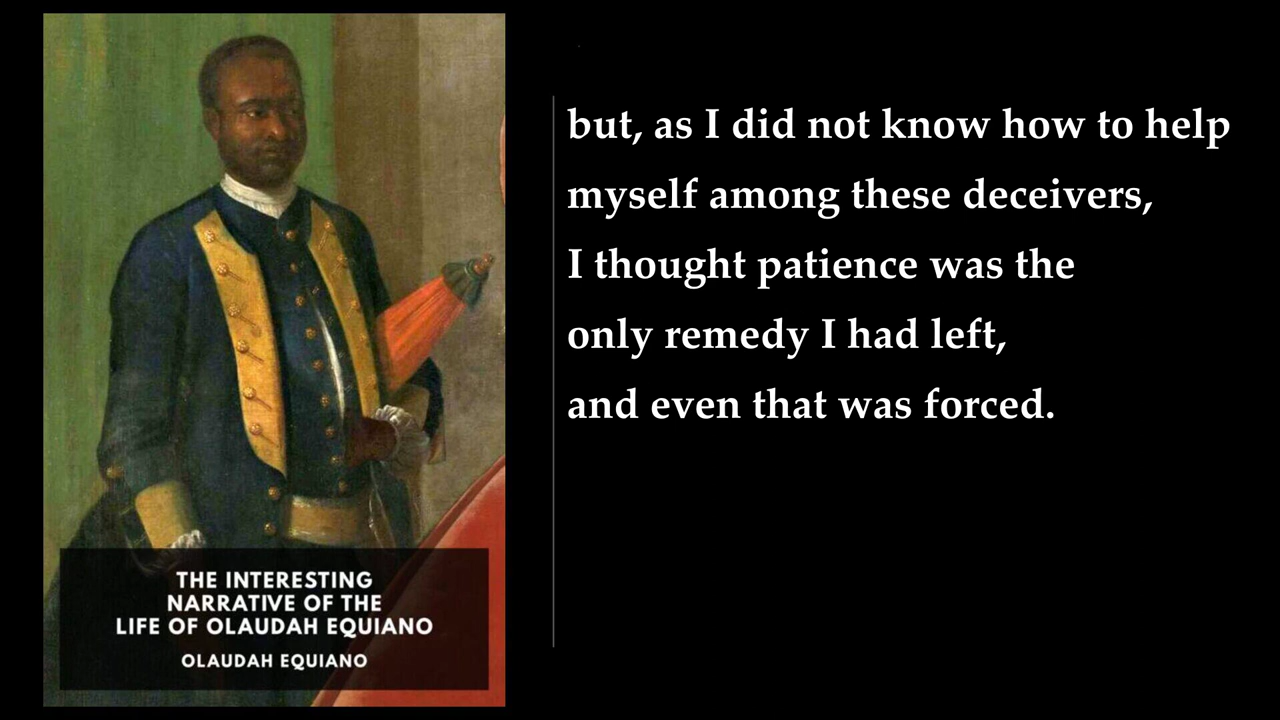 but, as I did not know how to help
myself among these deceivers,
I thought patience was the
only remedy I had left,
and even that was forced.
THE INTERESTING
NARRATIVE OF THE
LIFE OF OLAUDAH EQUIANO
OLAUDAH EQUIANO